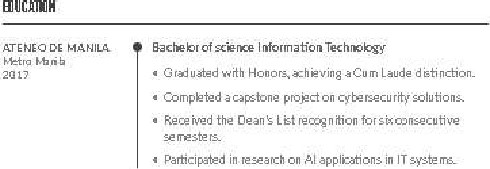 EDUCATION
ATENEO DE MANILA.
Metro Manila
2017
Bachelor of science Information Technology
• Graduated with Honors, achieving a Cum Laude distinction.
• Completed a capstone project on cybersecurity solutions.
• Received the Dean's List recognition for six consecutive
semesters.
• Participated in research on AI applications in IT systems.